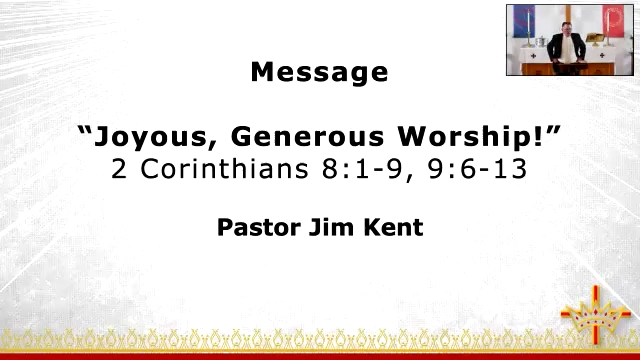 Message
“Joyous, Generous Worship!”
2 Corinthians 8:1-9, 9:6-13
Pastor Jim Kent